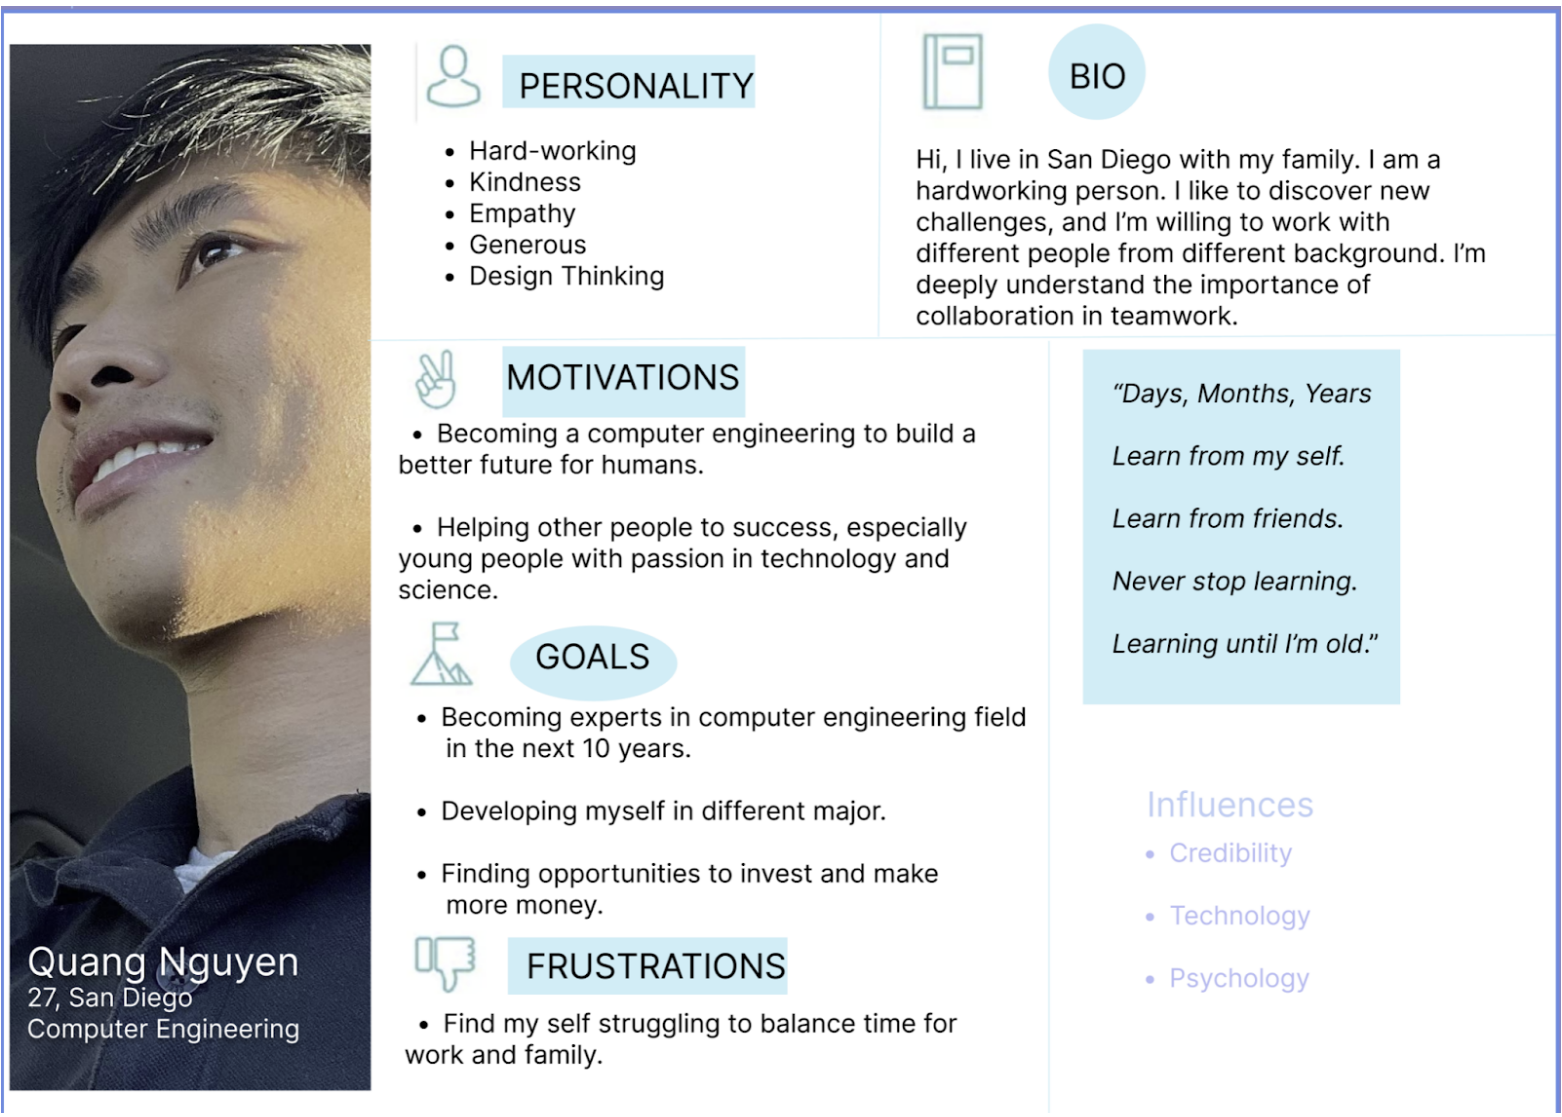 PERSONALITY
• Hard-working
• Kindness
• Empathy
• Generous
• Design Thinking
BIO
Hi, I live in San Diego with my family. I am a
hardworking person. I like to discover new
challenges, and I’m willing to work with
different people from different background. I’m
deeply understand the importance of
collaboration in teamwork.
MOTIVATIONS
• Becoming a computer engineering to build a
better future for humans.
• Helping other people to success, especially
young people with passion in technology and
science.
GOALS
• Becoming experts in computer engineering field
in the next 10 years.
• Developing myself in different major.
• Finding opportunities to invest and make
more money.
FRUSTRATIONS
• Find my self struggling to balance time for
work and family.
“Days, Months, Years
Learn from my self.
Learn from friends.
Never stop learning.
Learning until I’m old.”
Influences
• Credibility
• Technology
• Psychology
Quang Nguyen
27, San Diego
Computer Engineering